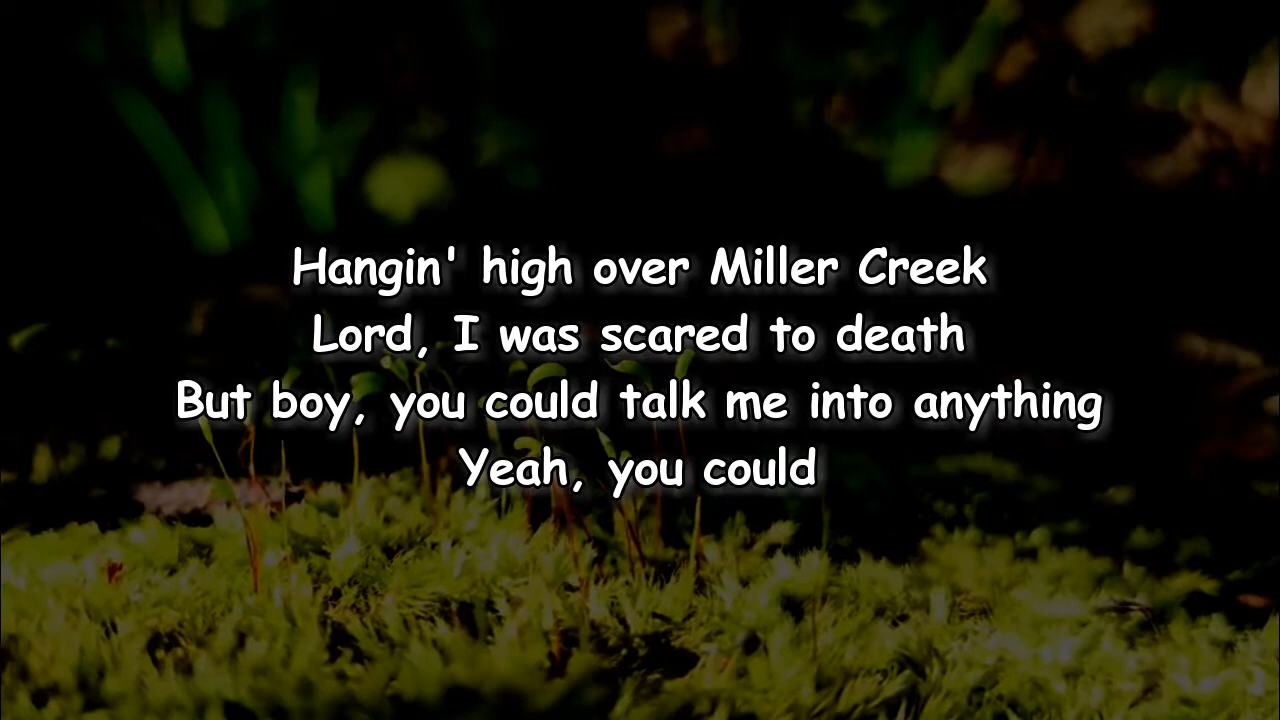 Hangin' high over Miller Creek
Lord, I was scared to death
But boy, you could talk me into anything
Yeah, you could